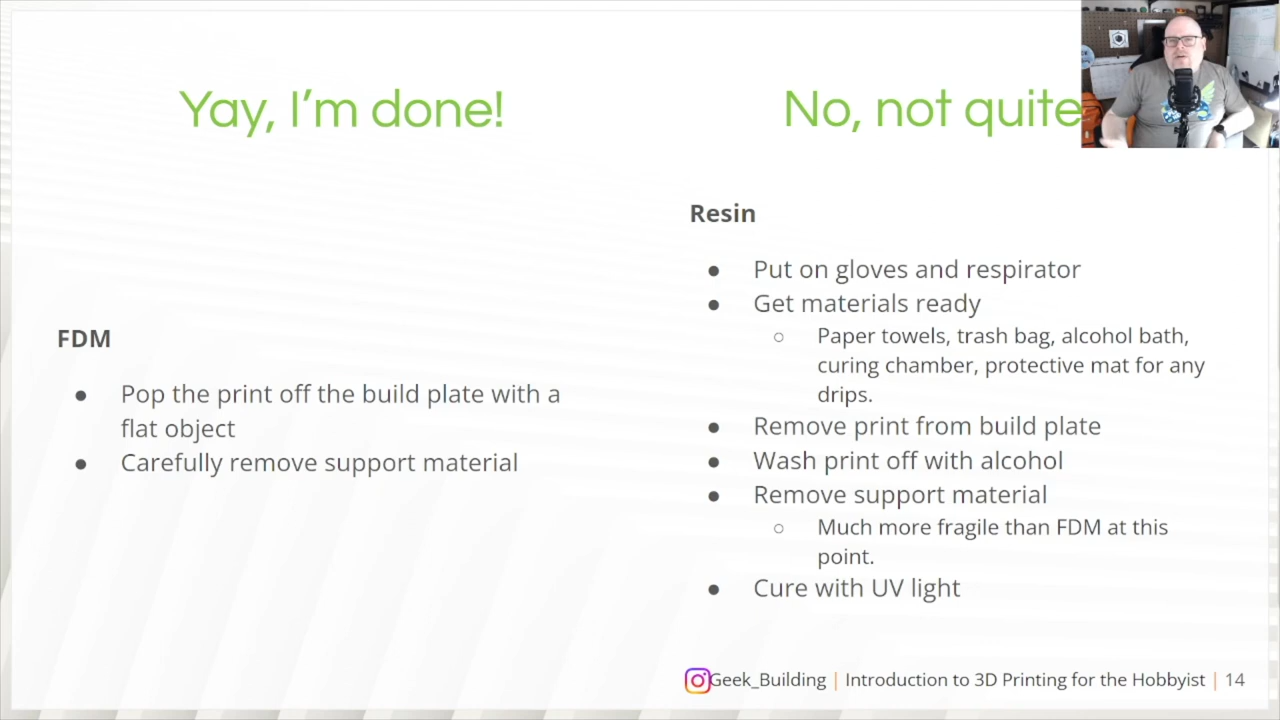 Yay, I'm done!
FDM
● Pop the print off the build plate with a
flat object
● Carefully remove support material
No, not quite
Resin
● Put on gloves and respirator
● Get materials ready
○ Paper towels, trash bag, alcohol bath,
curing chamber, protective mat for any
drips.
● Remove print from build plate
● Wash print off with alcohol
● Remove support material
○ Much more fragile than FDM at this
point.
● Cure with UV light
Geek_Building | Introduction to 3D Printing for the Hobbyist | 14